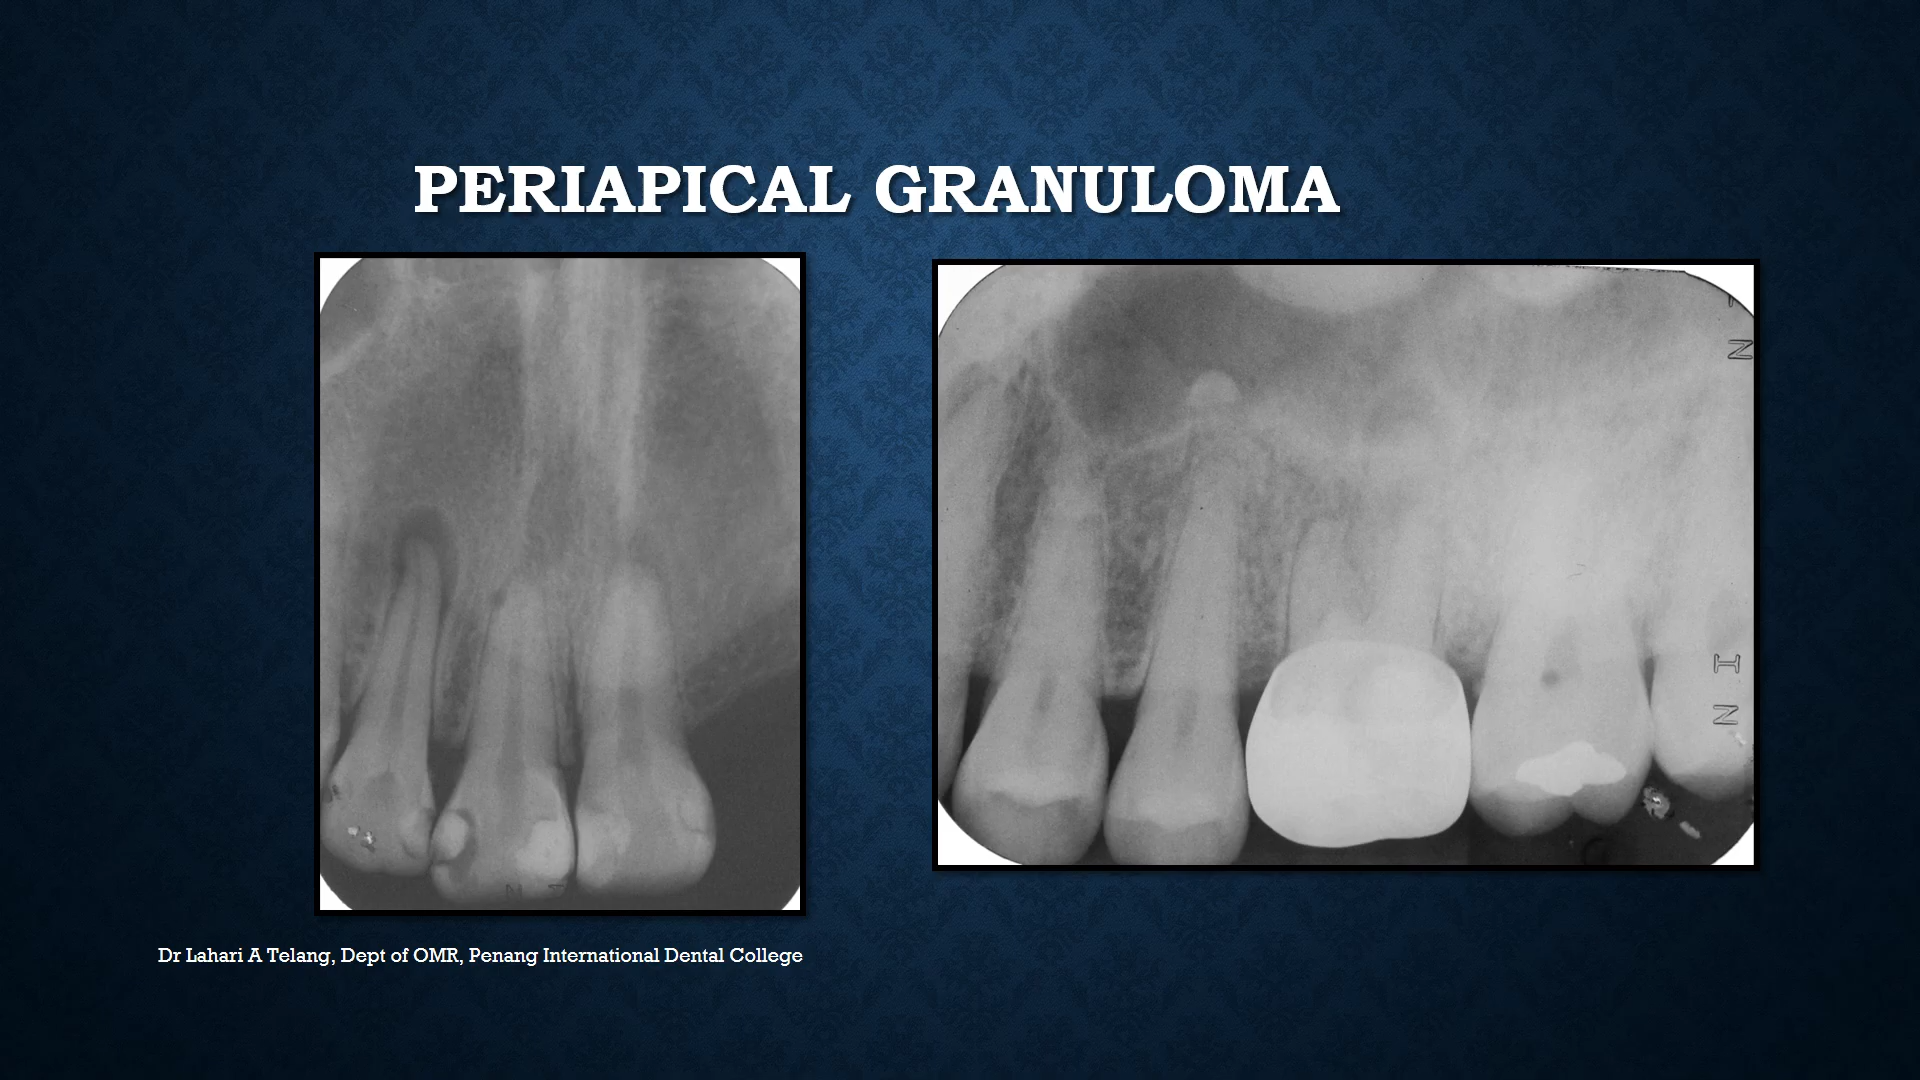 PERIAPICAL GRANULOMA
N
I
N
Dr Lahari A Telang, Dept of OMR, Penang International Dental College